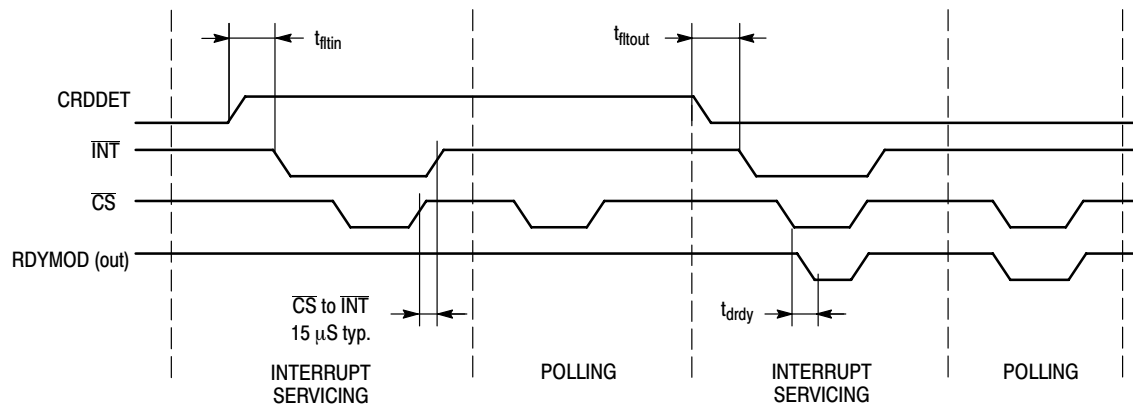 t_fltin
t_fltout
CRDDET
INT
CS
RDYMOD (out)
CS to INT
15 μS typ.
t_drdy
INTERRUPT
SERVICING
POLLING
INTERRUPT
SERVICING
POLLING